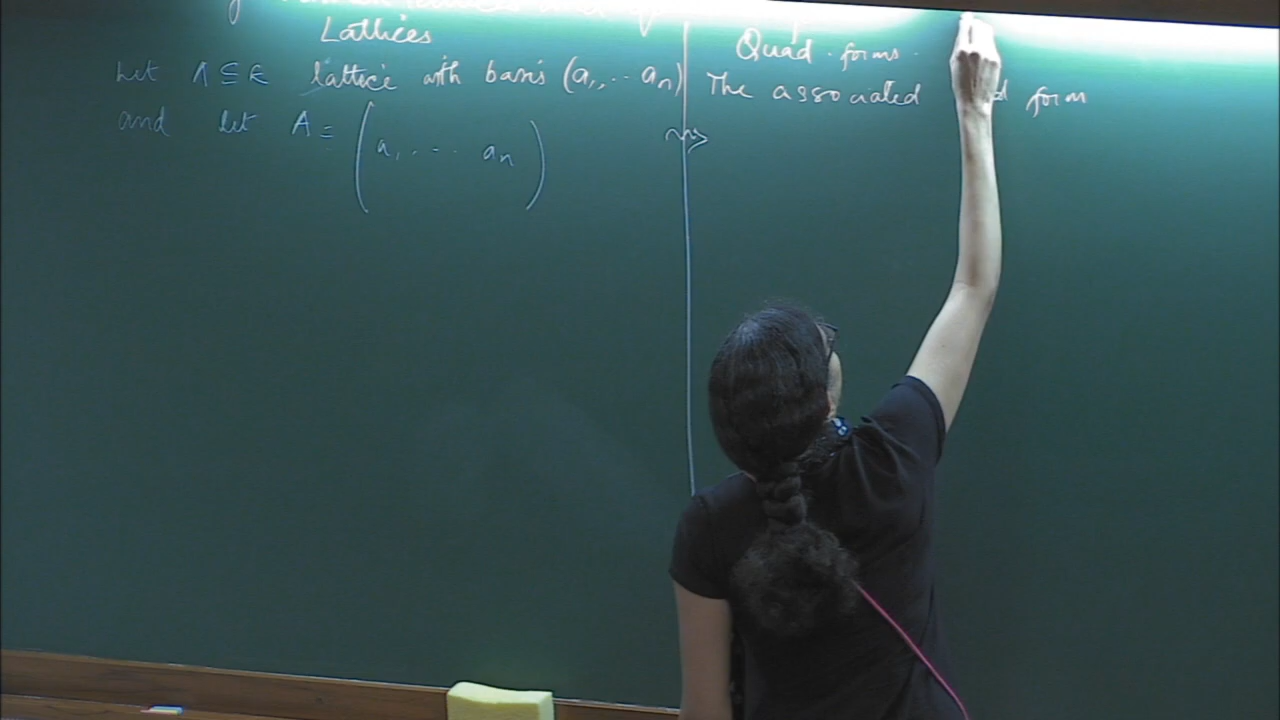 Lattices
Let Λ ⊆ E lattice with basis (a₁, ... aₙ)
and let A = (a₁ ... aₙ)
⇝
Quad. forms.
The associated form